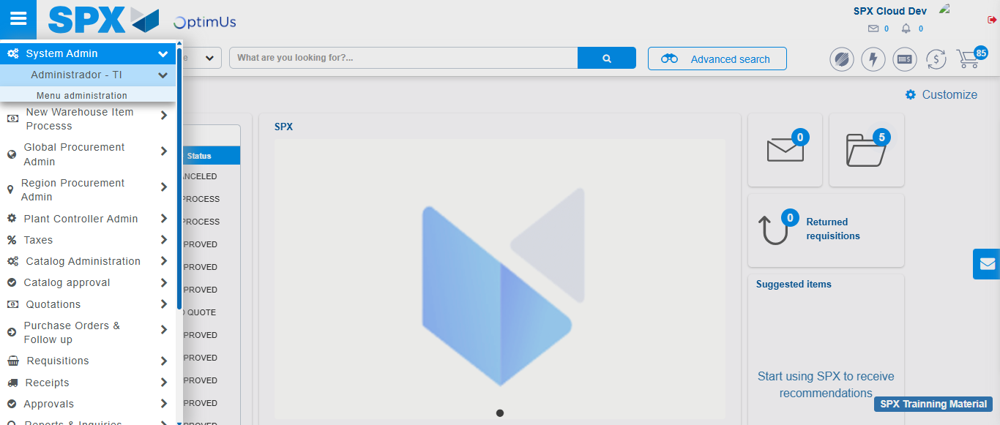 SPX
OptimUs
SPX Cloud Dev
0
0
System Admin
Administrador - TI
Menu administration
New Warehouse Item
Processs
Global Procurement
Admin
Region Procurement
Admin
Plant Controller Admin
Taxes
Catalog Administration
Catalog approval
Quotations
Purchase Orders &
Follow up
Requisitions
Receipts
Approvals
Reports & Inquiries
What are you looking for?...
Advanced search
85
Customize
Status
ANCELED
PROCESS
PROCESS
PROVED
PROVED
PROVED
QUOTE
PROVED
PROVED
PROVED
PROVED
PROVED
SPX
0
5
0
Returned
requisitions
Suggested items
Start using SPX to receive
recommendations
SPX Trainning Material